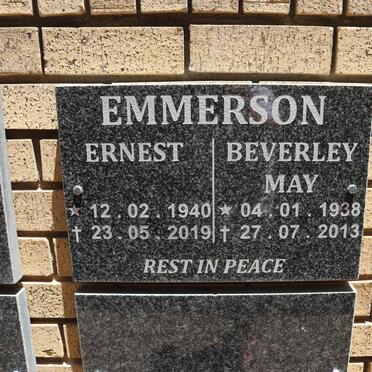 EMMERSON
ERNEST
★ 12 . 02 . 1940
† 23 . 05 . 2019
BEVERLEY
MAY
★ 04 . 01 . 1938
† 27 . 07 . 2013
REST IN PEACE